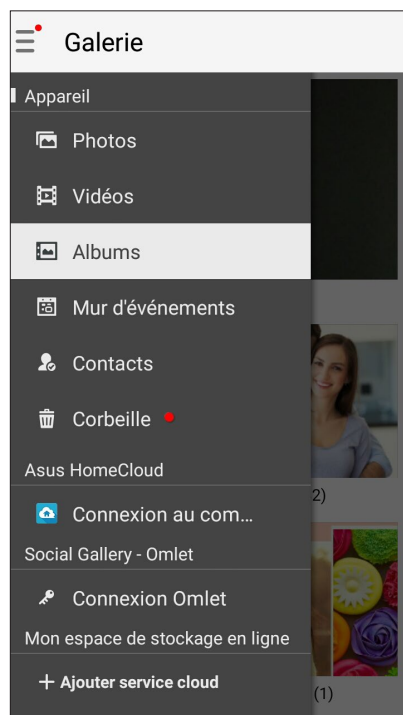 Galerie
Appareil
Photos
Vidéos
Albums
Mur d'événements
Contacts
Corbeille
Asus HomeCloud
Connexion au com...
2)
Social Gallery - Omlet
Connexion Omlet
Mon espace de stockage en ligne
+ Ajouter service cloud
(1)